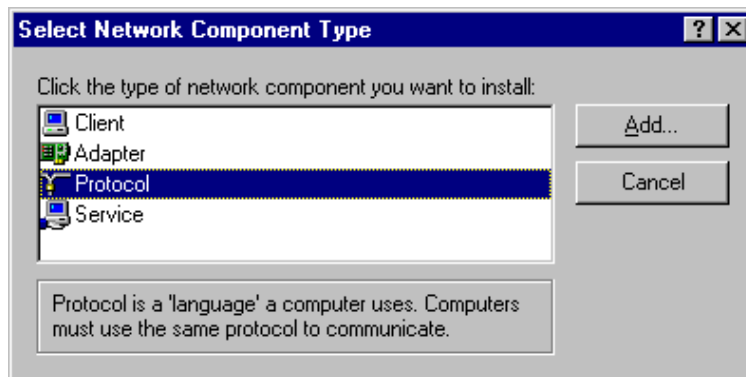 Select Network Component Type
Click the type of network component you want to install:
Client
Adapter
Protocol
Service
Add...
Cancel
Protocol is a 'language' a computer uses. Computers
must use the same protocol to communicate.